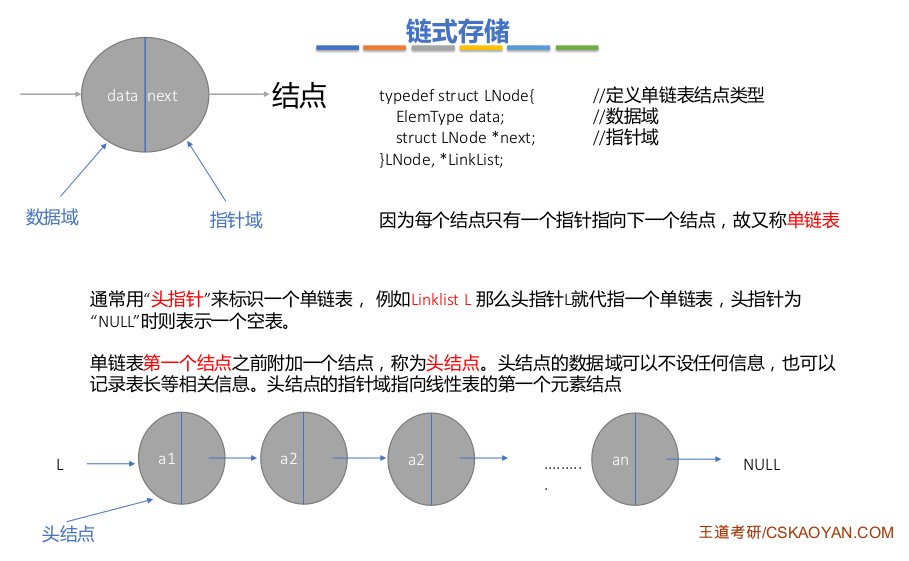 链式存储
data next
结点
数据域
指针域
typedef struct LNode{ //定义单链表结点类型
ElemType data; //数据域
struct LNode *next; //指针域
}LNode, *LinkList;
因为每个结点只有一个指针指向下一个结点，故又称单链表
通常用“头指针”来标识一个单链表， 例如Linklist L 那么头指针L就代指一个单链表，头指针为
“NULL”时则表示一个空表。
单链表第一个结点之前附加一个结点，称为头结点。头结点的数据域可以不设任何信息，也可以
记录表长等相关信息。头结点的指针域指向线性表的第一个元素结点
L a1 a2 a2 ......... an NULL
.
头结点
王道考研/CSKAOYAN.COM